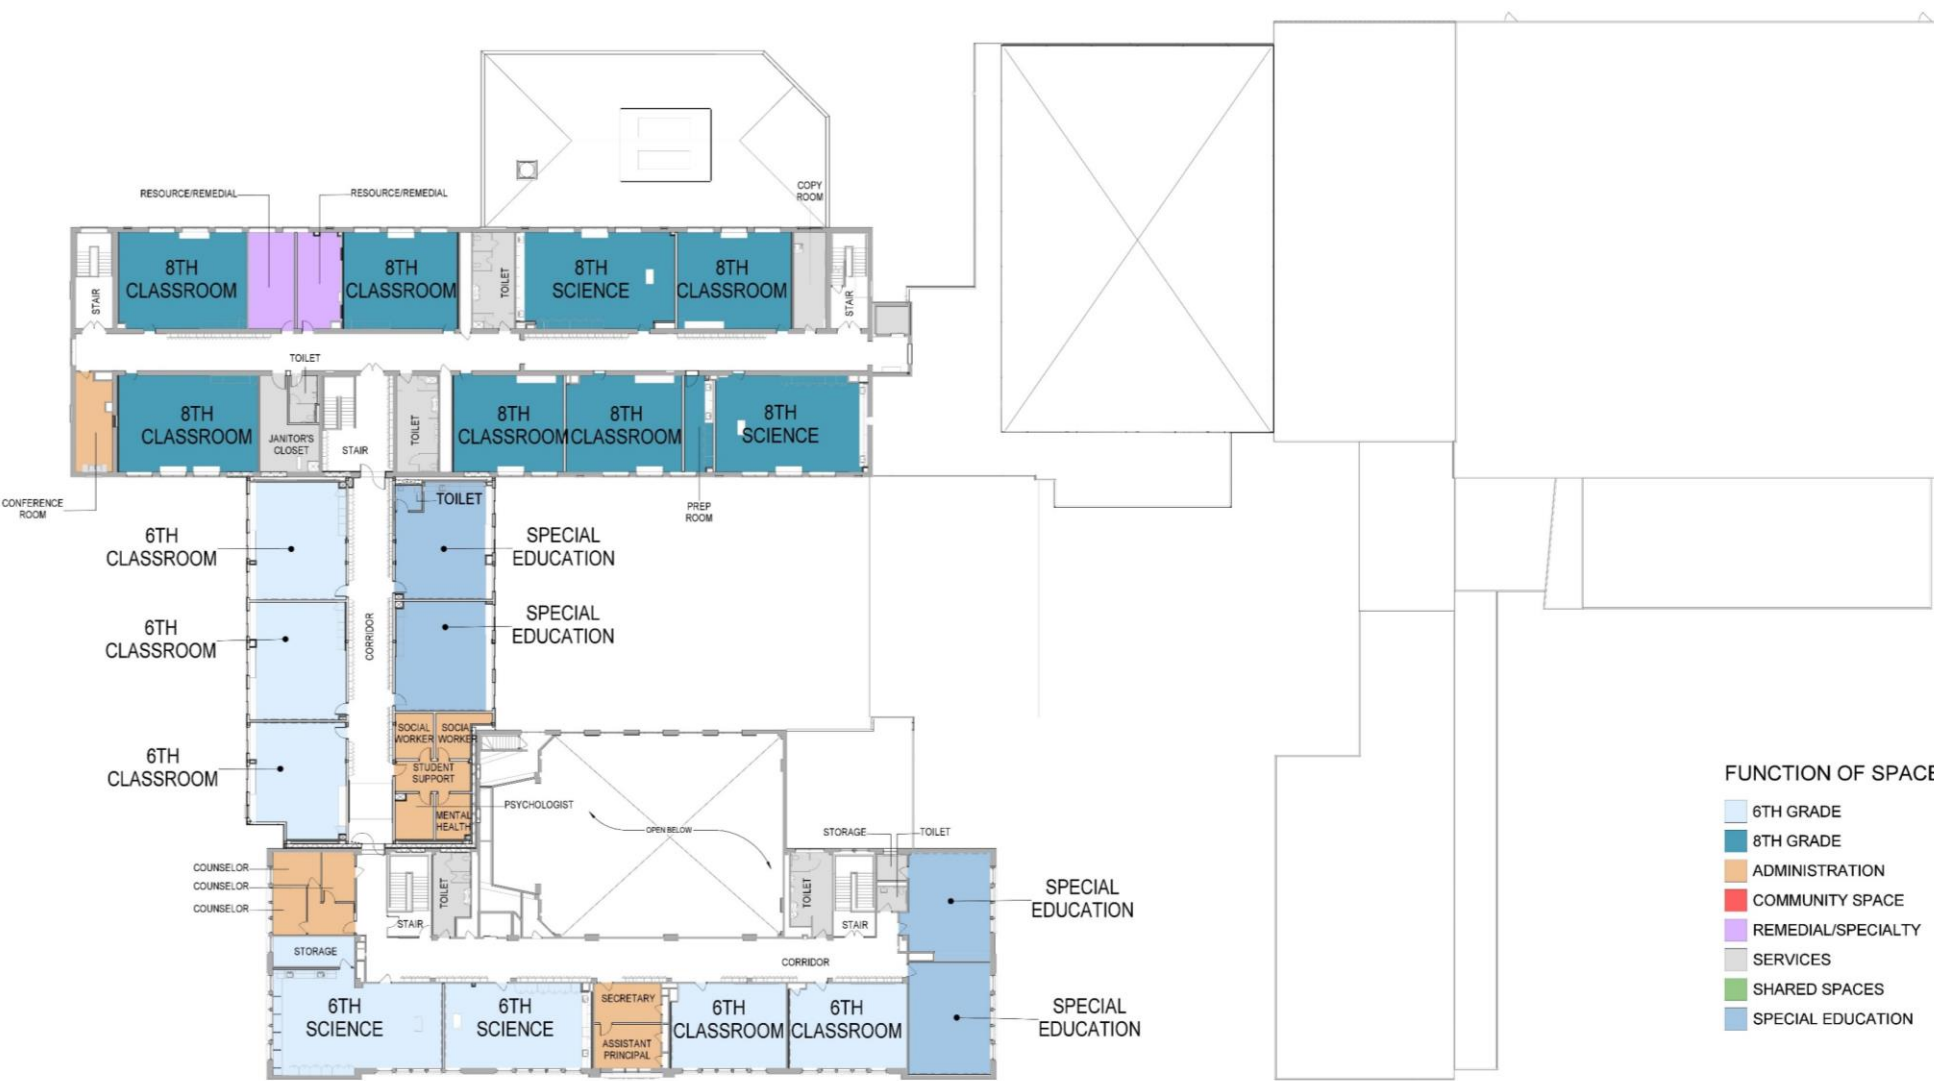 COPY
ROOM
RESOURCE/REMEDIAL
RESOURCE/REMEDIAL
STAIR
8TH
CLASSROOM
8TH
CLASSROOM
TOILET
8TH
SCIENCE
8TH
CLASSROOM
STAIR
TOILET
8TH
CLASSROOM
JANITOR'S
CLOSET
STAIR
TOILET
8TH
CLASSROOM
8TH
CLASSROOM
8TH
SCIENCE
CONFERENCE
ROOM
PREP
ROOM
TOILET
6TH
CLASSROOM
SPECIAL
EDUCATION
6TH
CLASSROOM
CORRIDOR
SPECIAL
EDUCATION
6TH
CLASSROOM
SOCIAL
WORKER
SOCIAL
WORKER
STUDENT
SUPPORT
PSYCHOLOGIST
MENTAL
HEALTH
OPEN BELOW
STORAGE
TOILET
COUNSELOR
COUNSELOR
COUNSELOR
STAIR
TOILET
TOILET
STAIR
SPECIAL
EDUCATION
STORAGE
CORRIDOR
6TH
SCIENCE
6TH
SCIENCE
SECRETARY
ASSISTANT
PRINCIPAL
6TH
CLASSROOM
6TH
CLASSROOM
SPECIAL
EDUCATION
FUNCTION OF SPACE
6TH GRADE
8TH GRADE
ADMINISTRATION
COMMUNITY SPACE
REMEDIAL/SPECIALTY
SERVICES
SHARED SPACES
SPECIAL EDUCATION